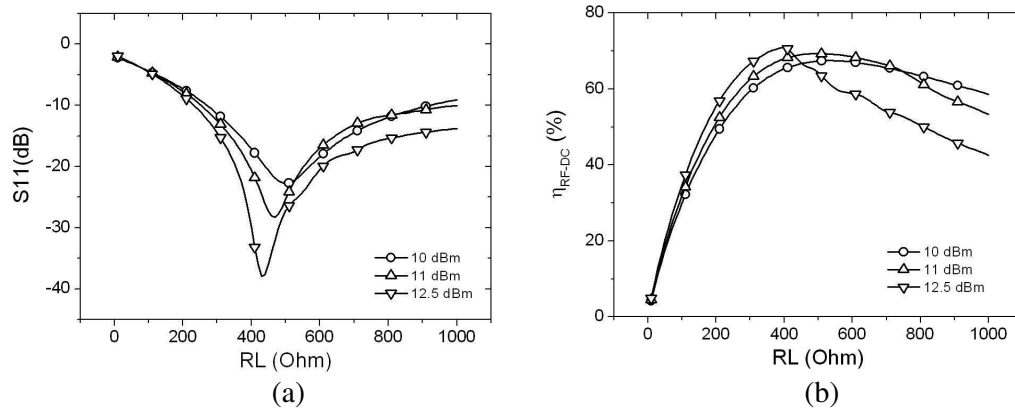 0
-10
-20
-30
-40
S11(dB)
10 dBm
11 dBm
12.5 dBm
0 200 400 600 800 1000
RL (Ohm)
(a)
80
60
40
20
0
ηRF-DC (%)
10 dBm
11 dBm
12.5 dBm
0 200 400 600 800 1000
RL (Ohm)
(b)